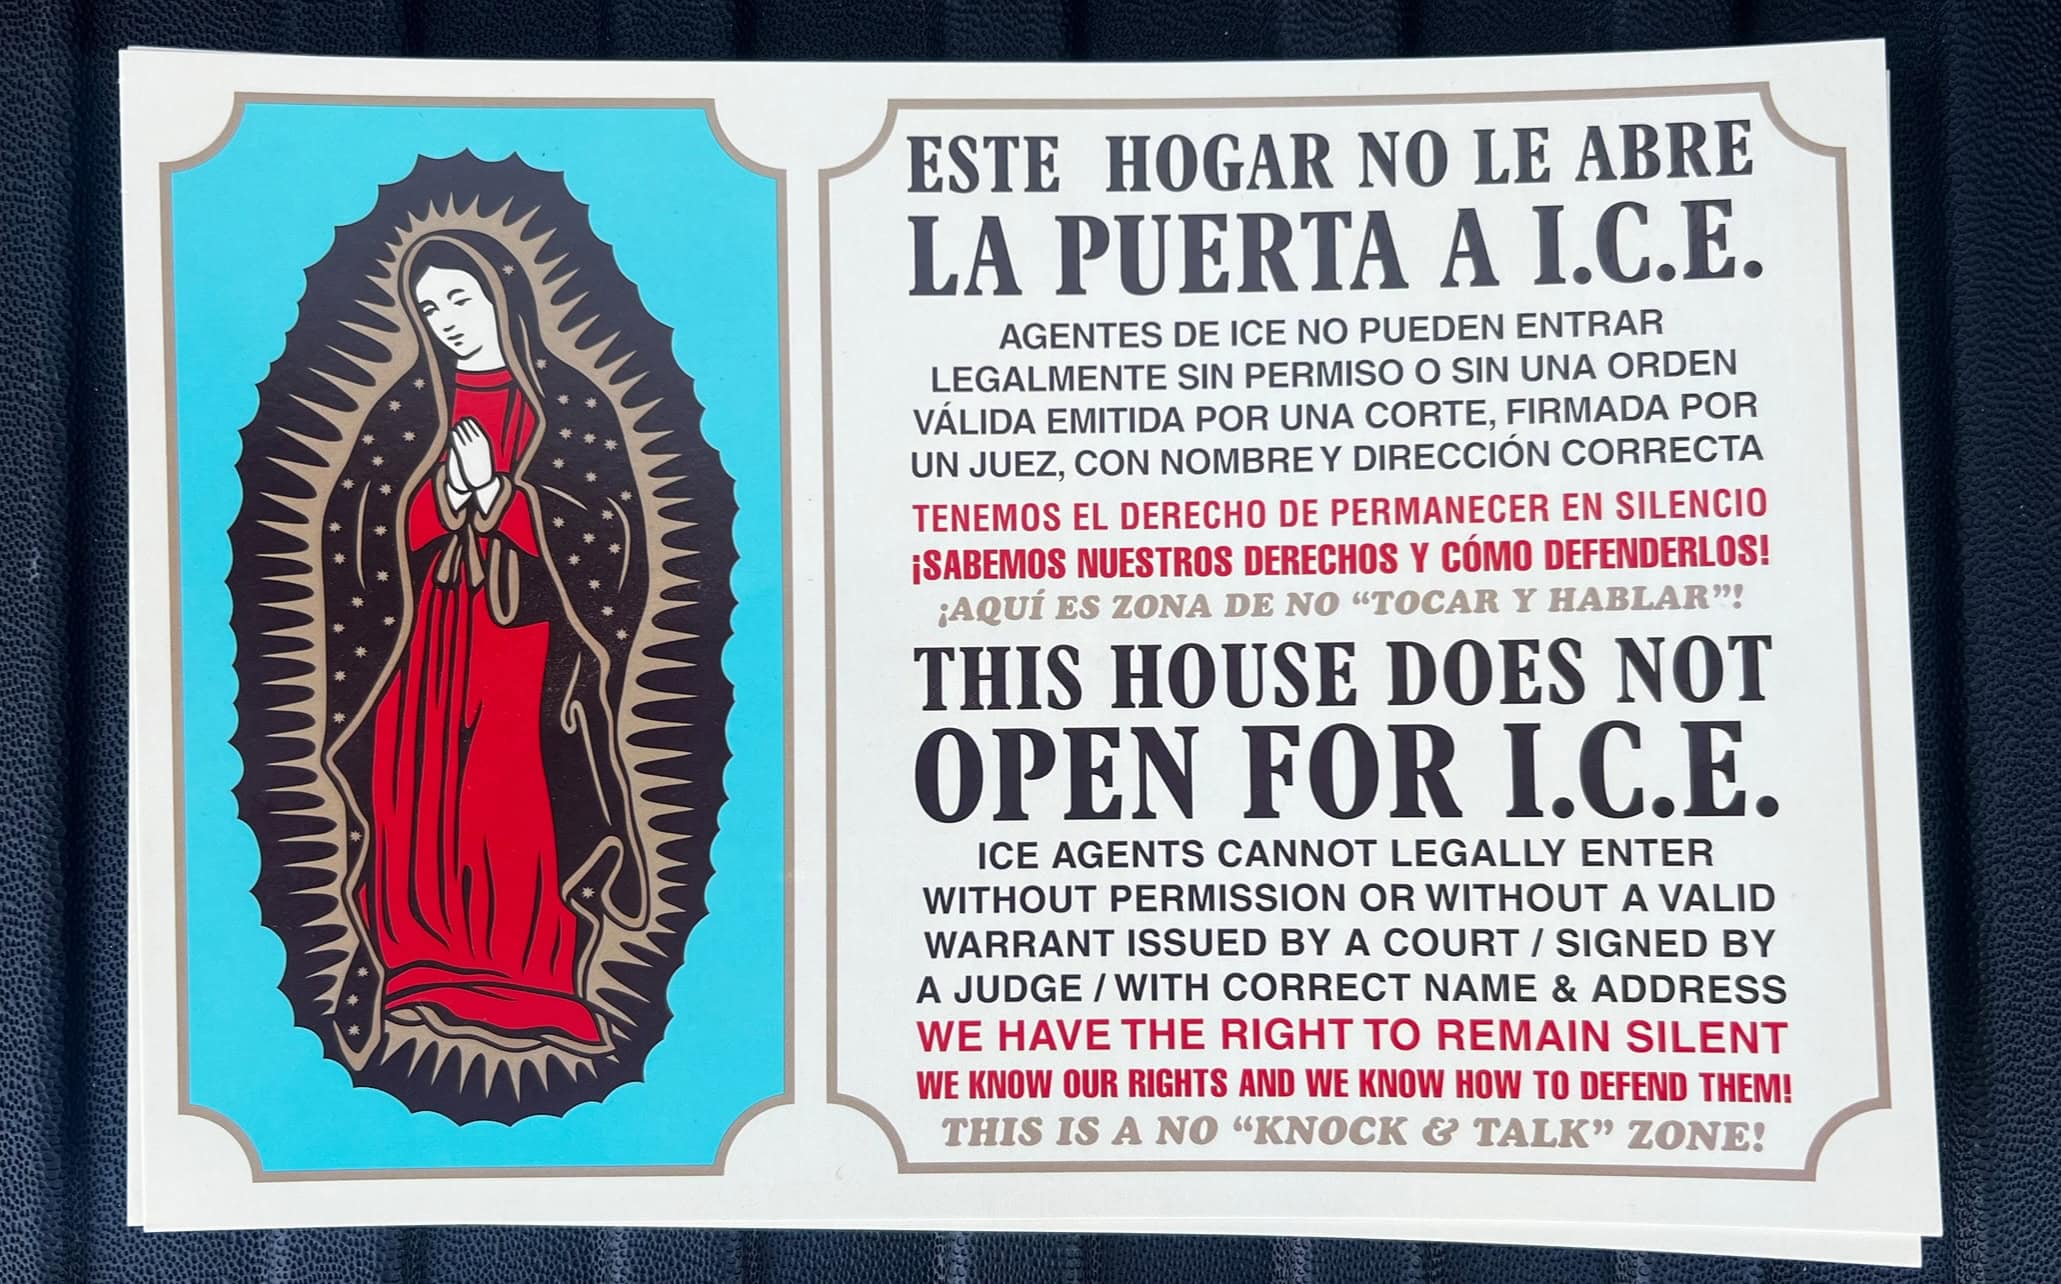 ESTE HOGAR NO LE ABRE
LA PUERTA A I.C.E.
AGENTES DE ICE NO PUEDEN ENTRAR
LEGALMENTE SIN PERMISO O SIN UNA ORDEN
VÁLIDA EMITIDA POR UNA CORTE, FIRMADA POR
UN JUEZ, CON NOMBRE Y DIRECCIÓN CORRECTA
TENEMOS EL DERECHO DE PERMANECER EN SILENCIO
¡SABEMOS NUESTROS DERECHOS Y CÓMO DEFENDERLOS!
¡AQUÍ ES ZONA DE NO “TOCAR Y HABLAR”!
THIS HOUSE DOES NOT
OPEN FOR I.C.E.
ICE AGENTS CANNOT LEGALLY ENTER
WITHOUT PERMISSION OR WITHOUT A VALID
WARRANT ISSUED BY A COURT / SIGNED BY
A JUDGE / WITH CORRECT NAME & ADDRESS
WE HAVE THE RIGHT TO REMAIN SILENT
WE KNOW OUR RIGHTS AND WE KNOW HOW TO DEFEND THEM!
THIS IS A NO “KNOCK & TALK” ZONE!